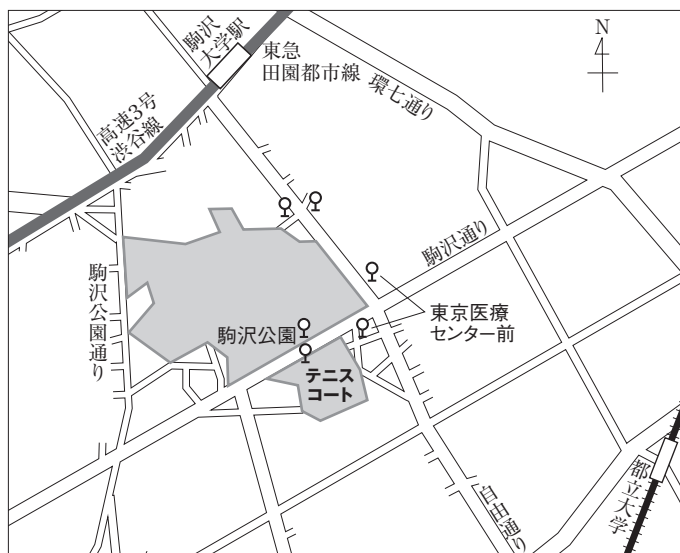 N
駒沢
大学駅
東急
田園都市線
環七通り
高速3号
渋谷線
駒沢通り
駒沢公園通り
駒沢公園
東京医療
センター前
テニス
コート
自由通り
都立大学